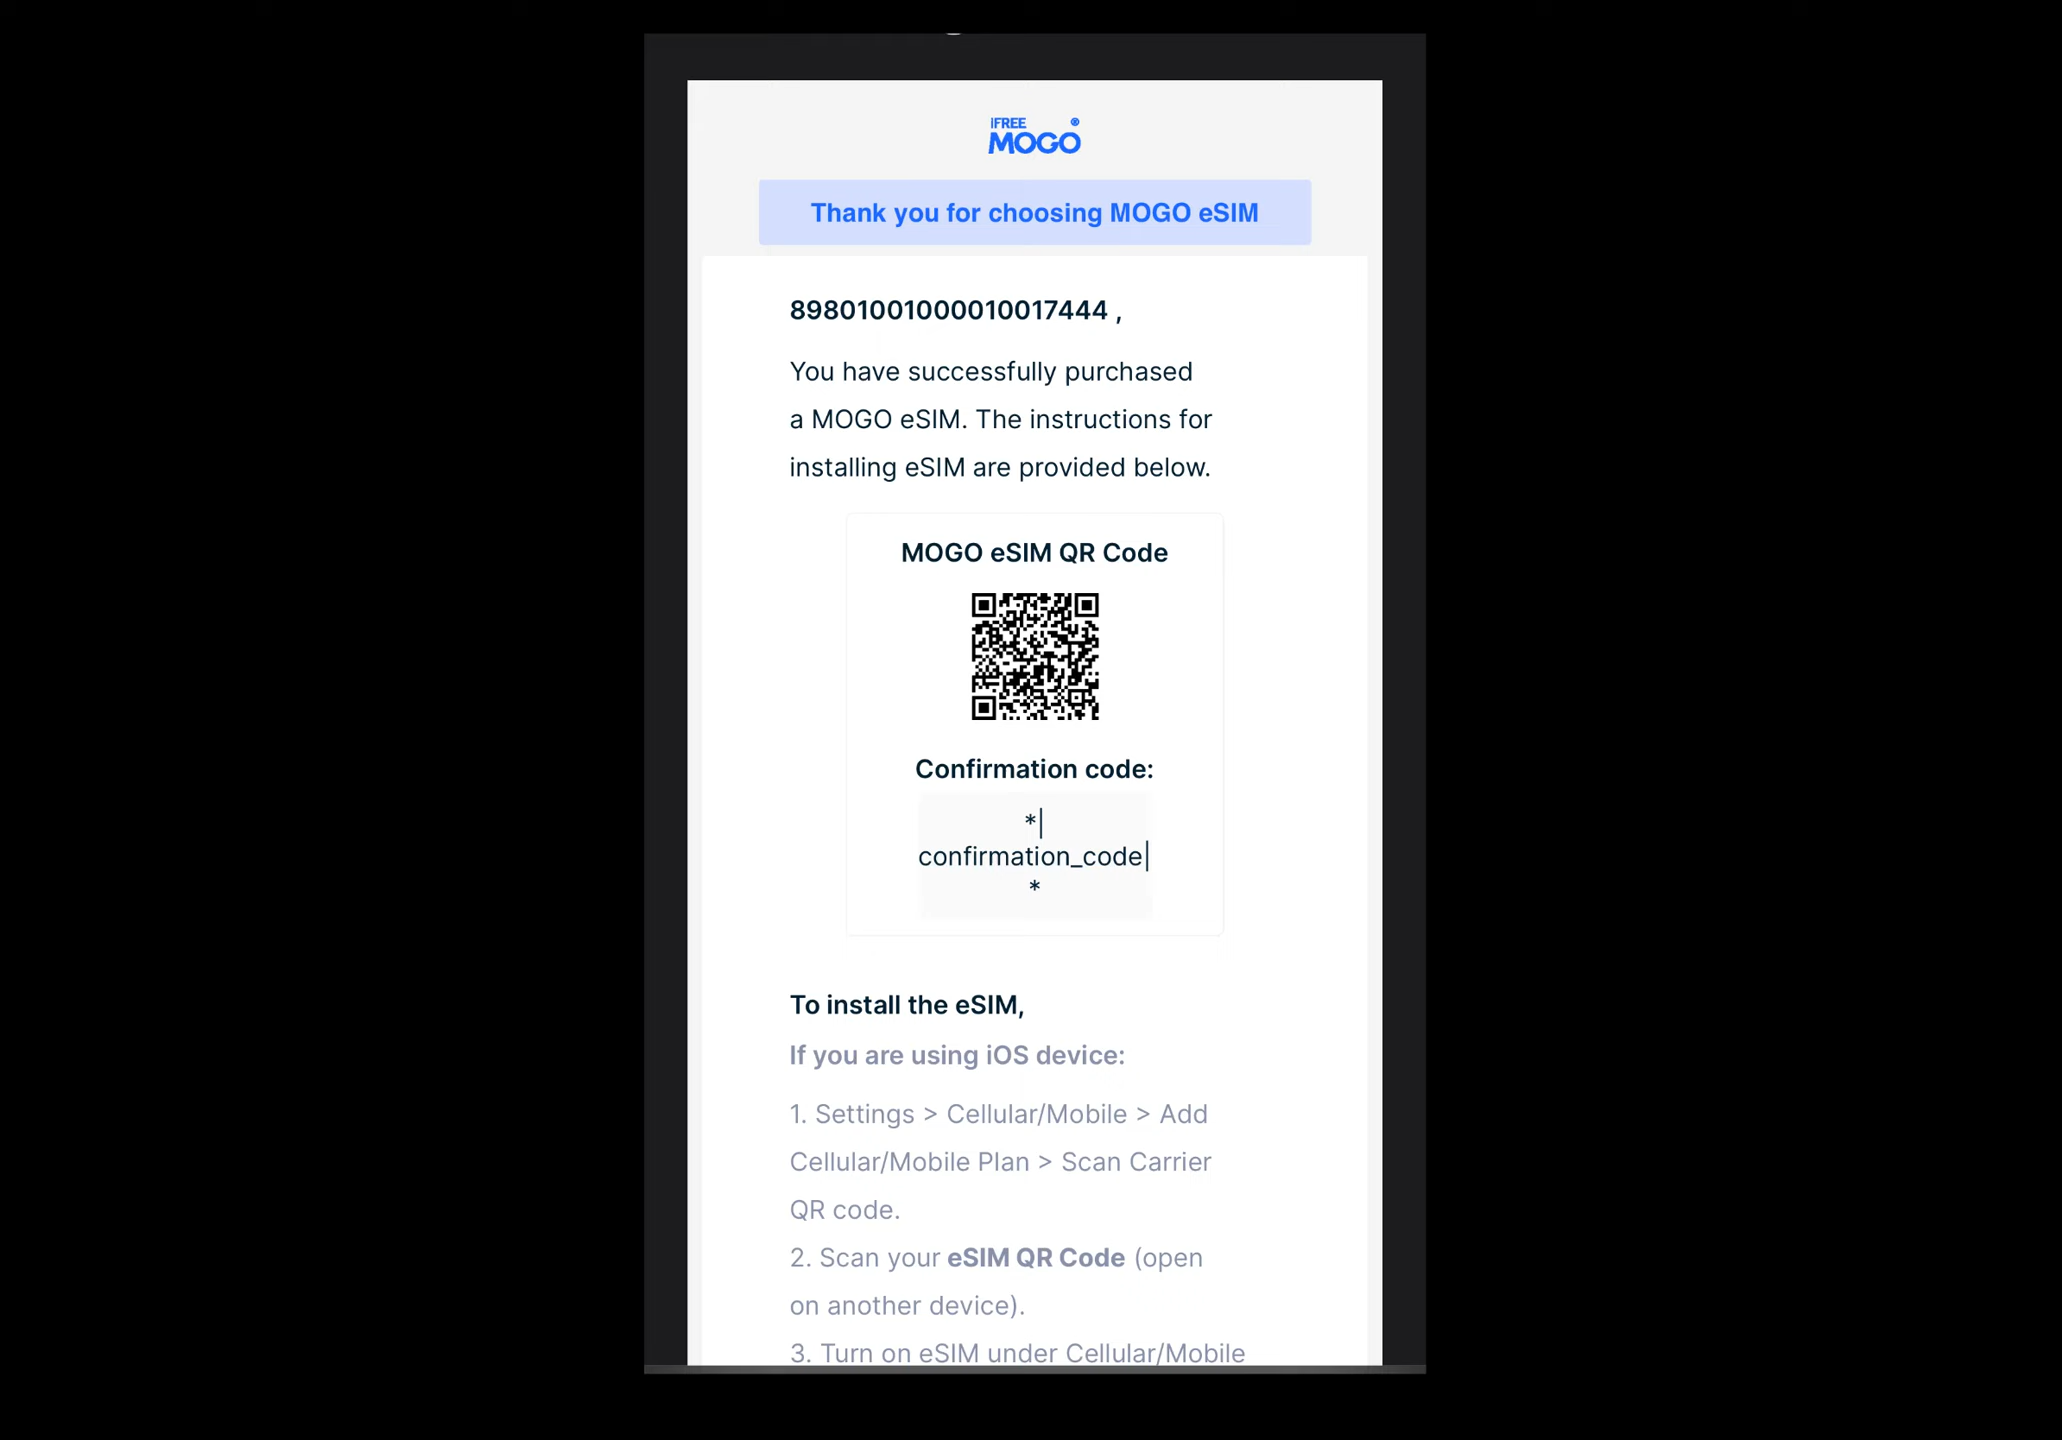 iFREE
MOGO
Thank you for choosing MOGO eSIM
89801001000010017444 ,
You have successfully purchased
a MOGO eSIM. The instructions for
installing eSIM are provided below.
MOGO eSIM QR Code
Confirmation code:
*|
confirmation_code|
*
To install the eSIM,
If you are using iOS device:
1. Settings > Cellular/Mobile > Add
Cellular/Mobile Plan > Scan Carrier
QR code.
2. Scan your eSIM QR Code (open
on another device).
3. Turn on eSIM under Cellular/Mobile